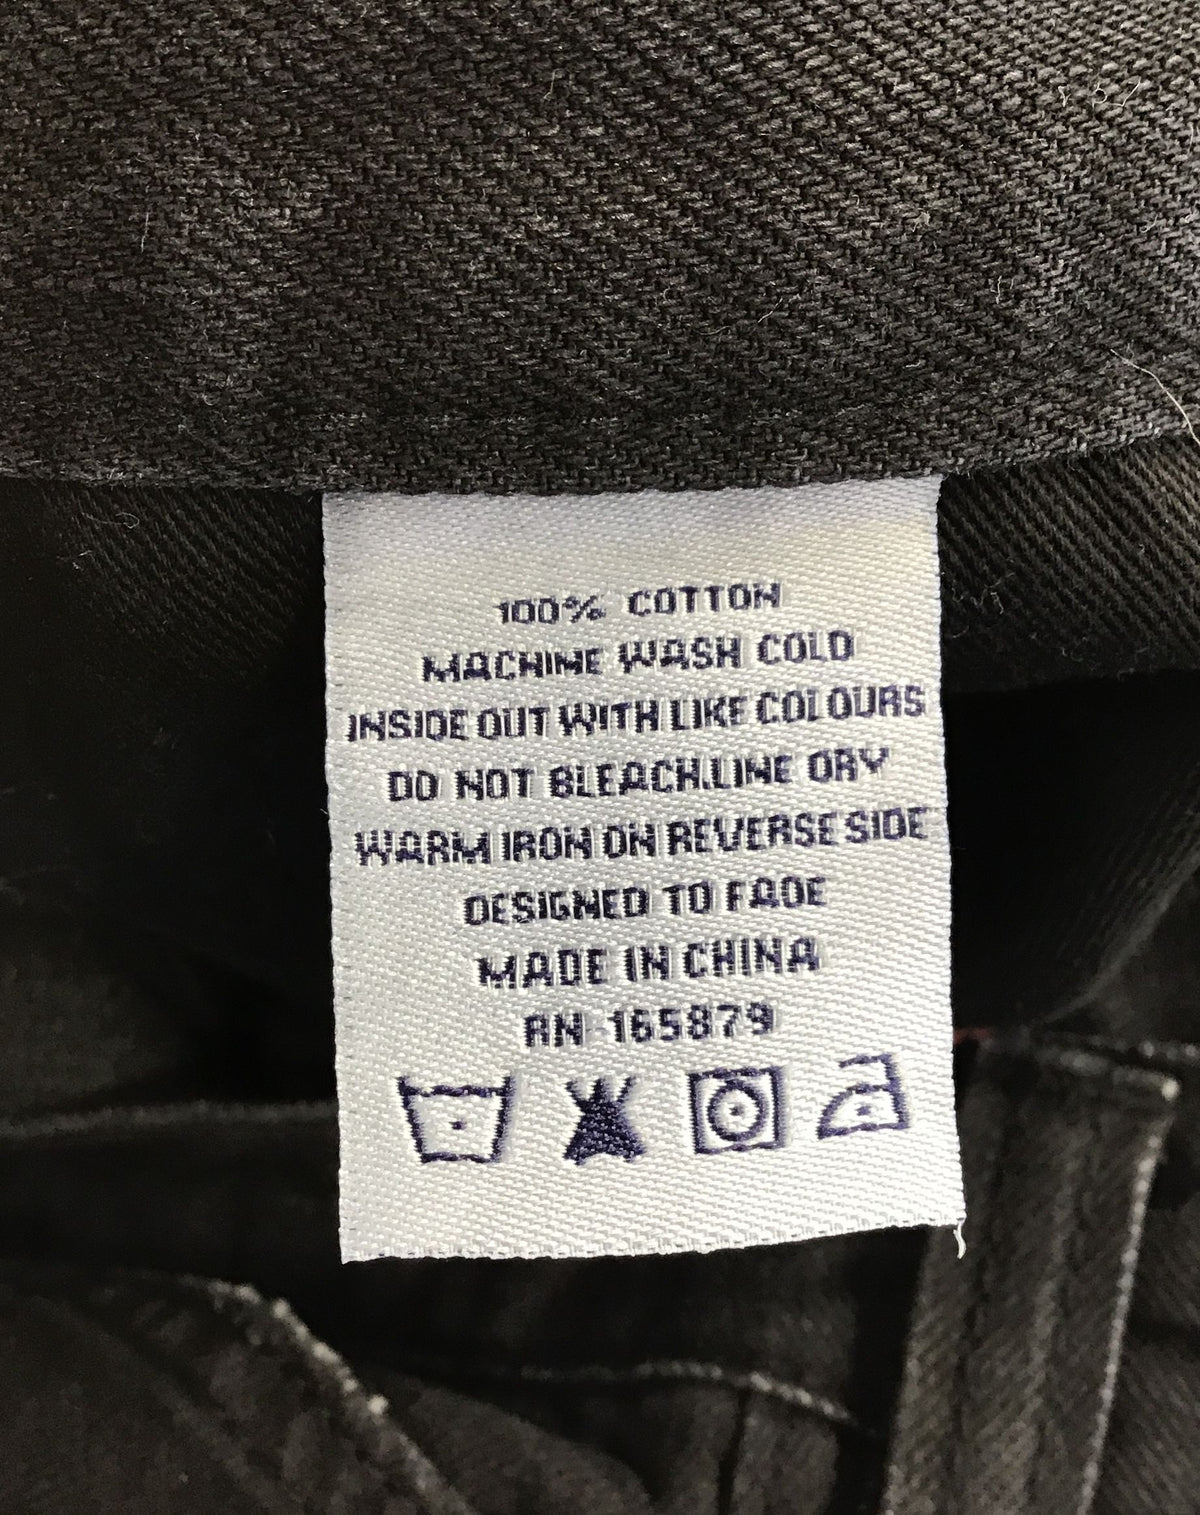 100% COTTON
MACHINE WASH COLD
INSIDE OUT WITH LIKE COLOURS
DO NOT BLEACH.LINE DRY
WARM IRON ON REVERSE SIDE
DESIGNED TO FADE
MADE IN CHINA
RN 165879